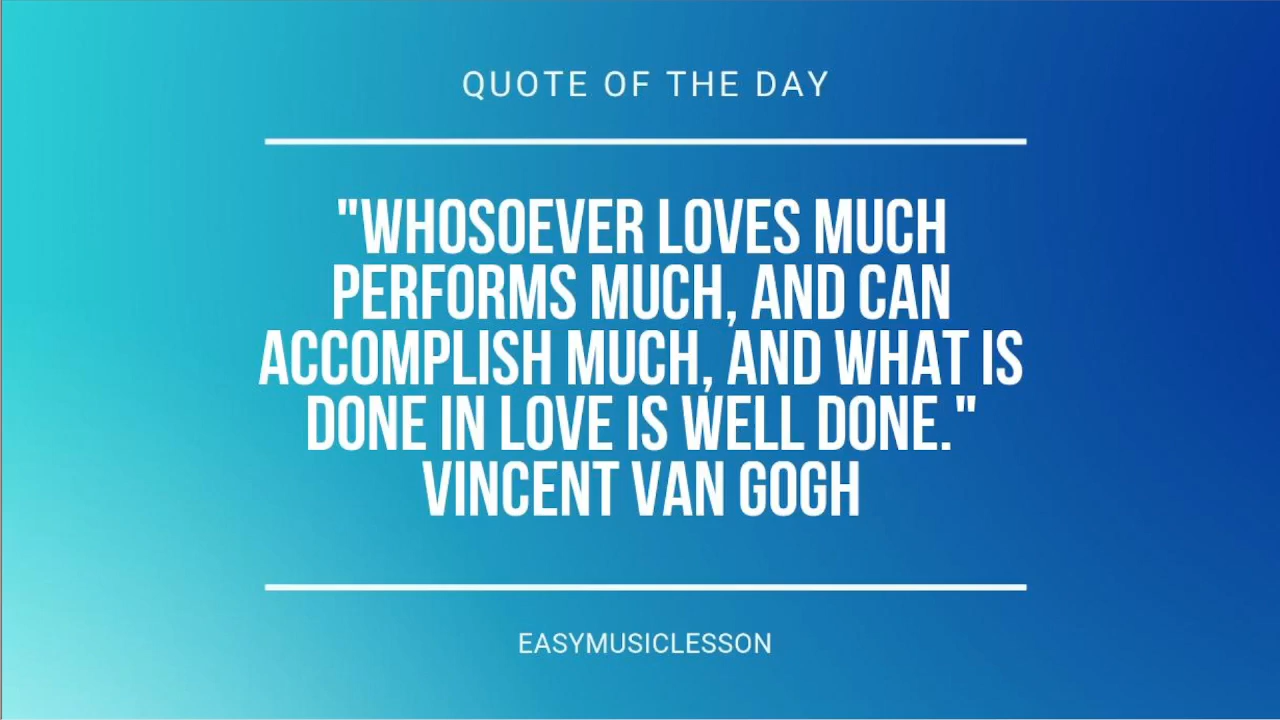 QUOTE OF THE DAY
"WHOSOEVER LOVES MUCH
PERFORMS MUCH, AND CAN
ACCOMPLISH MUCH, AND WHAT IS
DONE IN LOVE IS WELL DONE."
VINCENT VAN GOGH
EASYMUSICLESSON